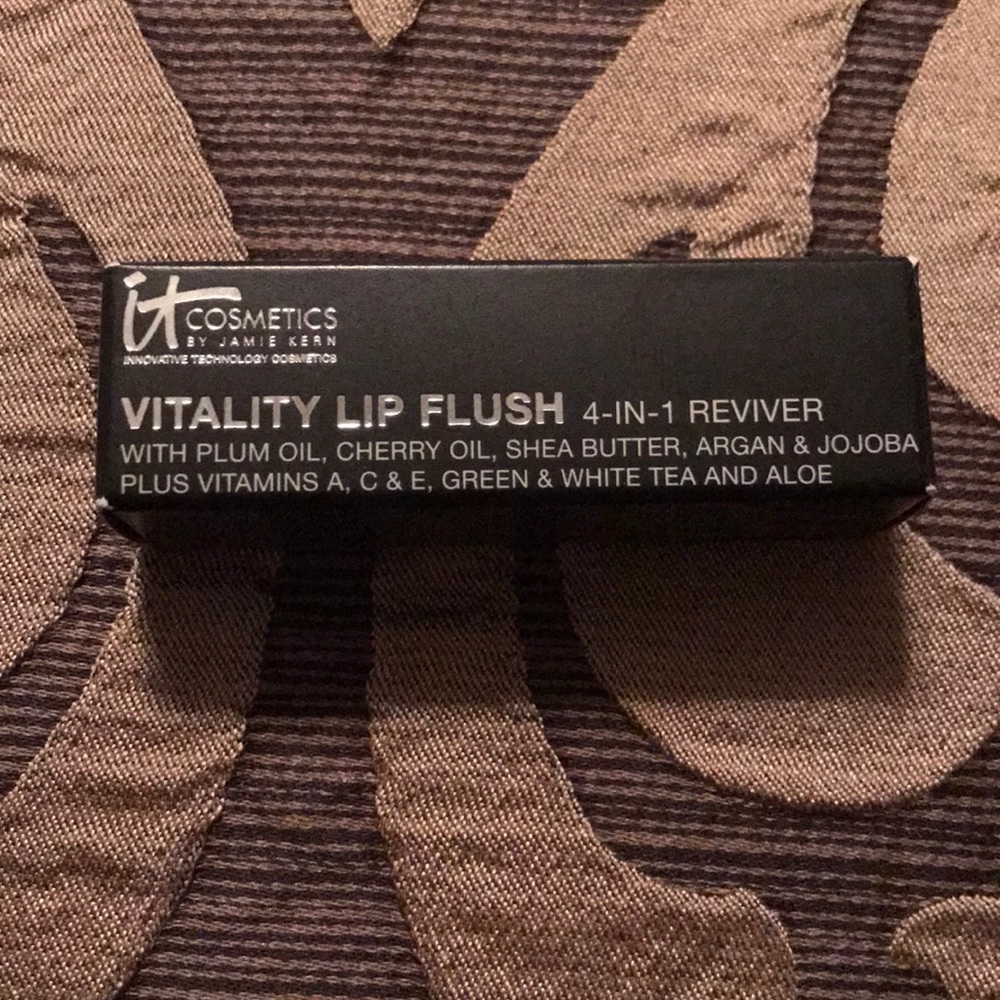 it COSMETICS
BY JAMIE KERN
INNOVATIVE TECHNOLOGY COSMETICS
VITALITY LIP FLUSH 4-IN-1 REVIVER
WITH PLUM OIL, CHERRY OIL, SHEA BUTTER, ARGAN & JOJOBA
PLUS VITAMINS A, C & E, GREEN & WHITE TEA AND ALOE